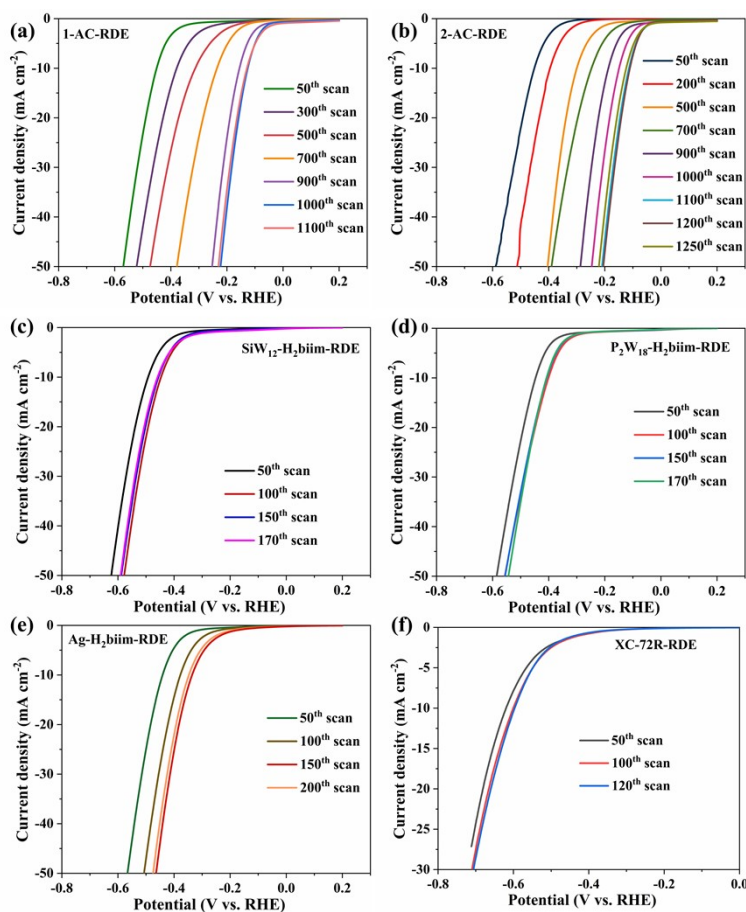 (a)
1-AC-RDE
Current density (mA cm⁻²)
0
-10
-20
-30
-40
-50
50th scan
300th scan
500th scan
700th scan
900th scan
1000th scan
1100th scan
-0.8 -0.6 -0.4 -0.2 0.0 0.2
Potential (V vs. RHE)
(b)
2-AC-RDE
Current density (mA cm⁻²)
0
-10
-20
-30
-40
-50
50th scan
200th scan
500th scan
700th scan
900th scan
1000th scan
1100th scan
1200th scan
1250th scan
-0.8 -0.6 -0.4 -0.2 0.0 0.2
Potential (V vs. RHE)
(c)
SiW₁₂-H₂biim-RDE
Current density (mA cm⁻²)
0
-10
-20
-30
-40
-50
50th scan
100th scan
150th scan
170th scan
-0.8 -0.6 -0.4 -0.2 0.0 0.2
Potential (V vs. RHE)
(d)
P₂W₁₈-H₂biim-RDE
Current density (mA cm⁻²)
0
-10
-20
-30
-40
-50
50th scan
100th scan
150th scan
170th scan
-0.8 -0.6 -0.4 -0.2 0.0 0.2
Potential (V vs. RHE)
(e)
Ag-H₂biim-RDE
Current density (mA cm⁻²)
0
-10
-20
-30
-40
-50
50th scan
100th scan
150th scan
200th scan
-0.8 -0.6 -0.4 -0.2 0.0 0.2
Potential (V vs. RHE)
(f)
XC-72R-RDE
Current density (mA cm⁻²)
0
-5
-10
-15
-20
-25
-30
50th scan
100th scan
120th scan
-0.8 -0.6 -0.4 -0.2 0.0
Potential (V vs. RHE)